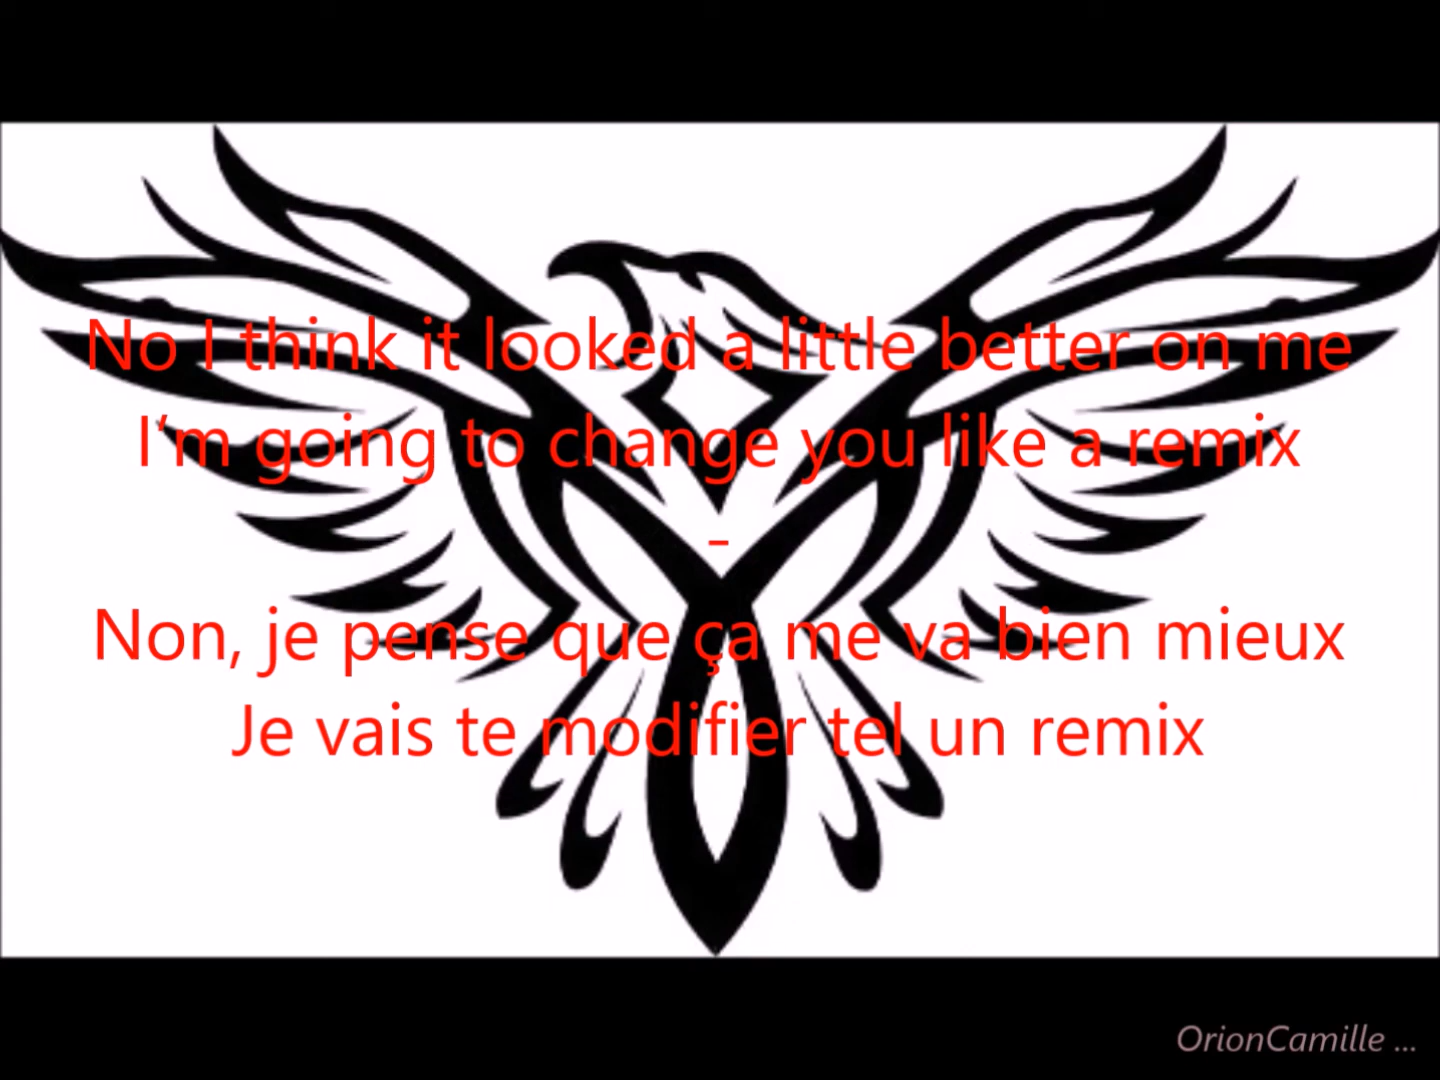 No I think it looked a little better on me
I'm going to change you like a remix
-
Non, je pense que ça me va bien mieux
Je vais te modifier tel un remix
OrionCamille ...